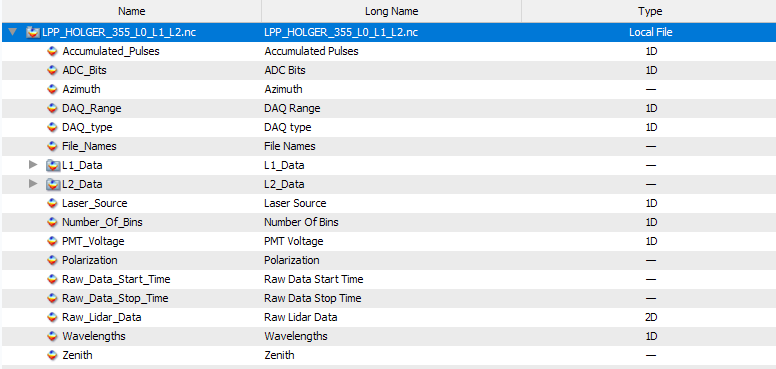 Name Long Name Type
LPP_HOLGER_355_L0_L1_L2.nc LPP_HOLGER_355_L0_L1_L2.nc Local File
Accumulated_Pulses Accumulated Pulses 1D
ADC_Bits ADC Bits 1D
Azimuth Azimuth —
DAQ_Range DAQ Range 1D
DAQ_type DAQ type 1D
File_Names File Names —
L1_Data L1_Data —
L2_Data L2_Data —
Laser_Source Laser Source 1D
Number_Of_Bins Number Of Bins 1D
PMT_Voltage PMT Voltage 1D
Polarization Polarization —
Raw_Data_Start_Time Raw Data Start Time —
Raw_Data_Stop_Time Raw Data Stop Time —
Raw_Lidar_Data Raw Lidar Data 2D
Wavelengths Wavelengths 1D
Zenith Zenith —